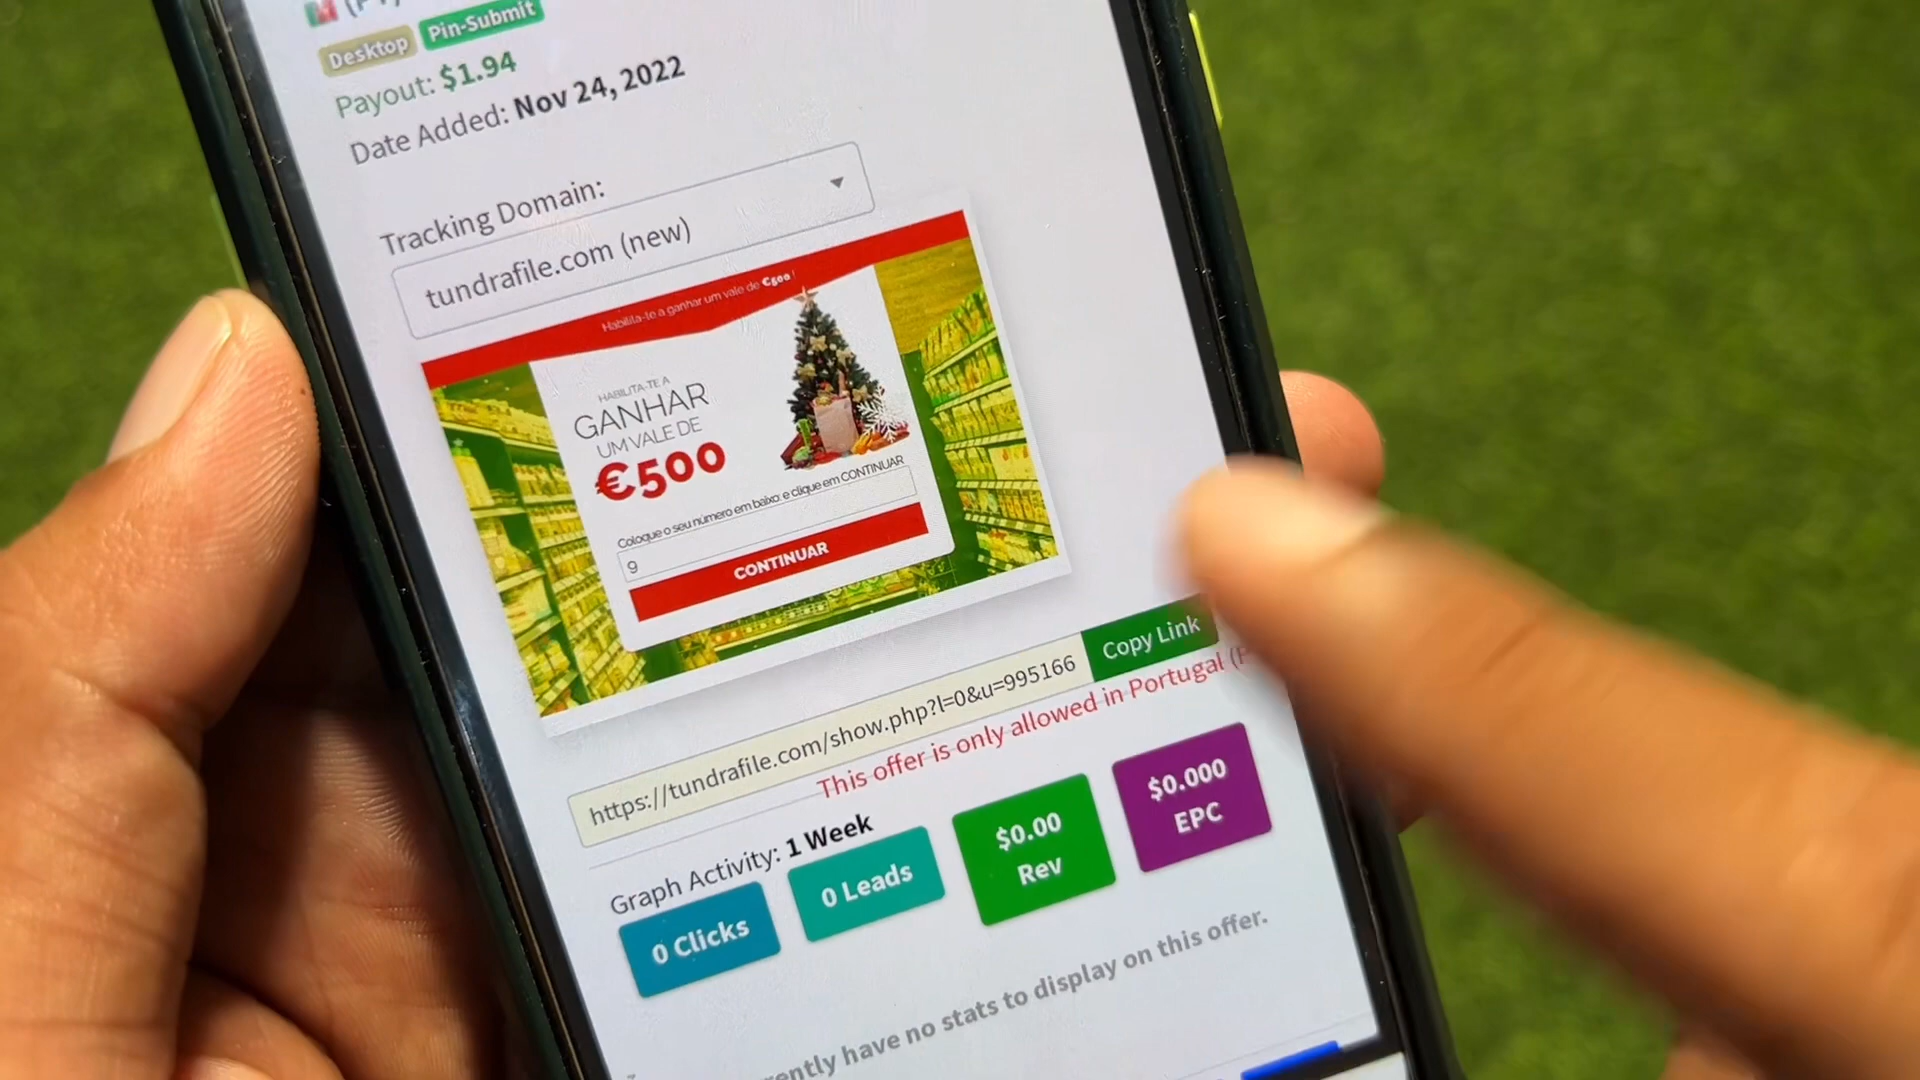 Desktop Pin-Submit
Payout: $1.94
Date Added: Nov 24, 2022
Tracking Domain:
tundrafile.com (new)
Habilita-te a ganhar um vale de €500 !
HABILITA-TE A
GANHAR
UM VALE DE
€500
Coloque o seu número em baixo: e clique em CONTINUAR
9
CONTINUAR
https://tundrafile.com/show.php?l=0&u=995166 Copy Link
This offer is only allowed in Portugal
Graph Activity: 1 Week
0 Clicks
0 Leads
$0.00
Rev
$0.000
EPC
have no stats to display on this offer.